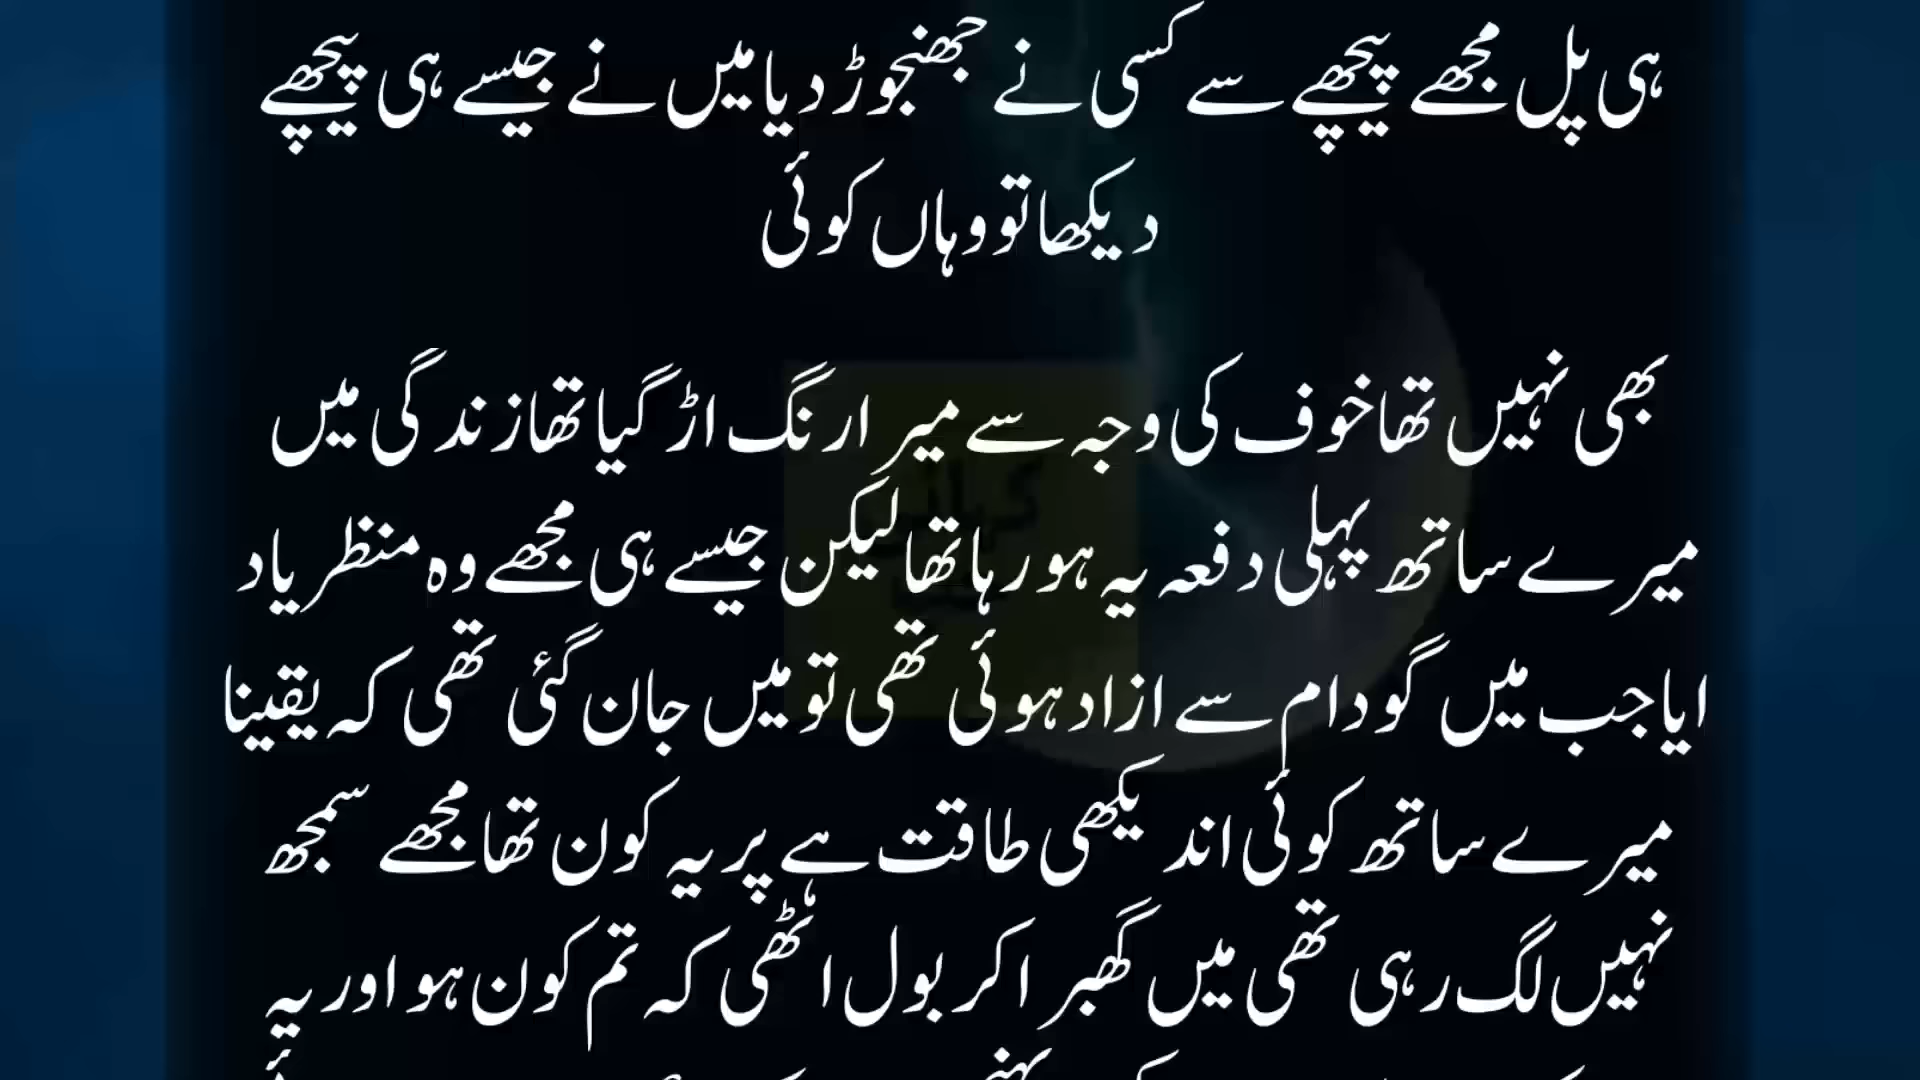 ہی پل مجھے پیچھے سے کسی نے جھنجوڑ دیا میں نے جیسے ہی پیچھے
دیکھا تو وہاں کوئی
بھی نہیں تھا خوف کی وجہ سے میرا رنگ اڑ گیا تھا زندگی میں
میرے ساتھ پہلی دفعہ یہ ہو رہا تھا لیکن جیسے ہی مجھے وہ منظر یاد
ایا جب میں گودام سے ازاد ہوئی تھی تو میں جان گئی تھی کہ یقینا
میرے ساتھ کوئی اندیکھی طاقت ہے پر یہ کون تھا مجھے سمجھ
نہیں لگ رہی تھی میں گھبرا کر بول اٹھی کہ تم کون ہو اور یہ